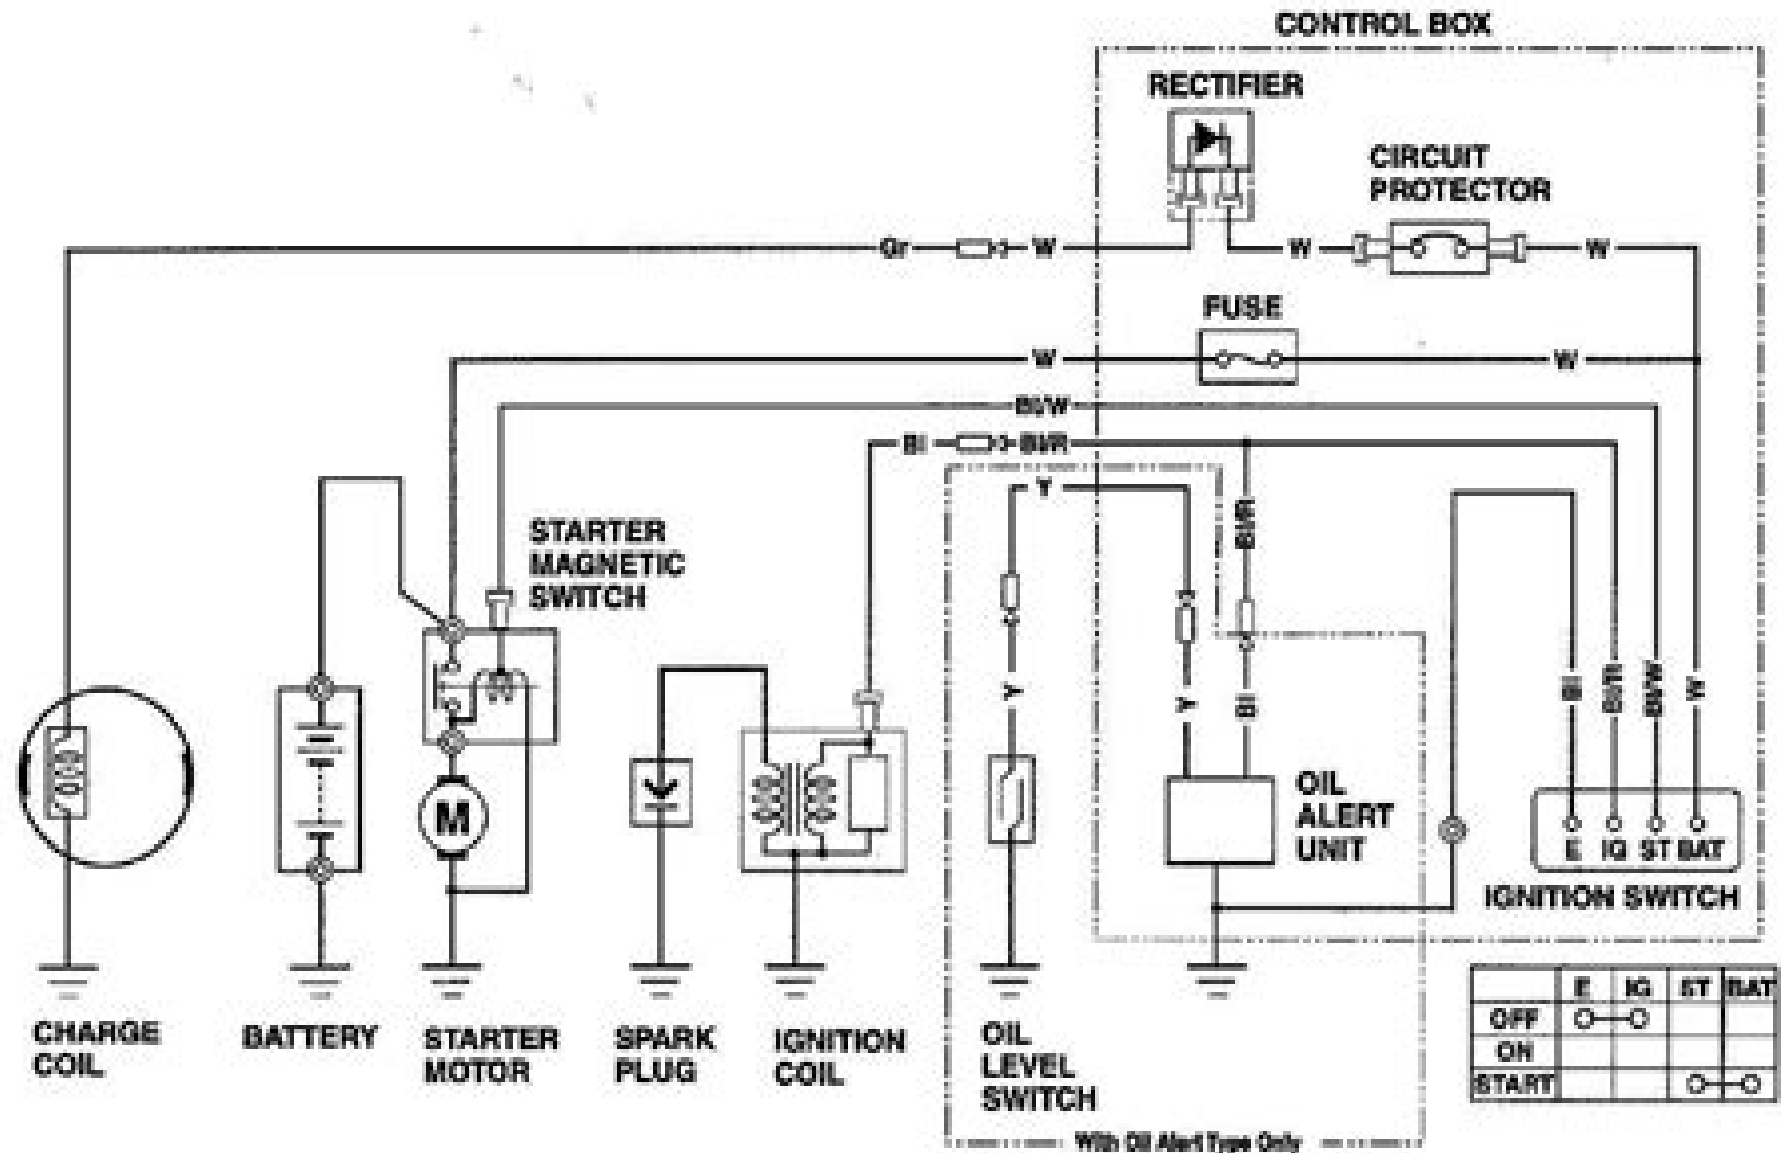 CONTROL BOX
RECTIFIER
CIRCUIT
PROTECTOR
Gr
W
W
W
FUSE
W
W
Bl/W
Bl
Bl/R
Y
Bl/R
STARTER
MAGNETIC
SWITCH
Y
Y
Bl
Bl
Bl/R
Bl/W
W
M
OIL
ALERT
UNIT
E IG ST BAT
IGNITION SWITCH
CHARGE
COIL
BATTERY
STARTER
MOTOR
SPARK
PLUG
IGNITION
COIL
OIL
LEVEL
SWITCH
E IG ST BAT
OFF
ON
START
With Oil Alert Type Only